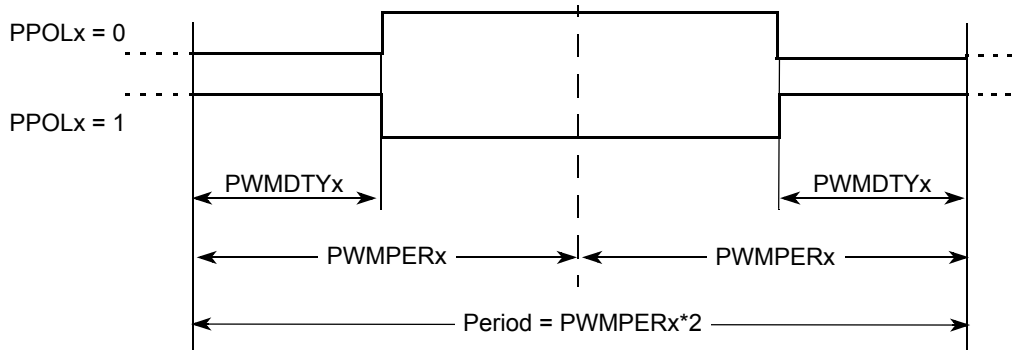 PPOLx = 0
PPOLx = 1
PWMDTYx PWMDTYx
PWMPERx PWMPERx
Period = PWMPERx*2